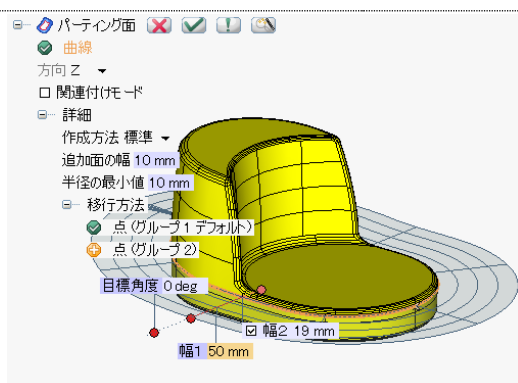 パーティング面
曲線
方向 Z
関連付けモード
詳細
作成方法 標準
追加面の幅 10 mm
半径の最小値 10 mm
移行方法
点 (グループ 1 デフォルト)
点 (グループ 2)
目標角度 0 deg
幅2 19 mm
幅1 50 mm